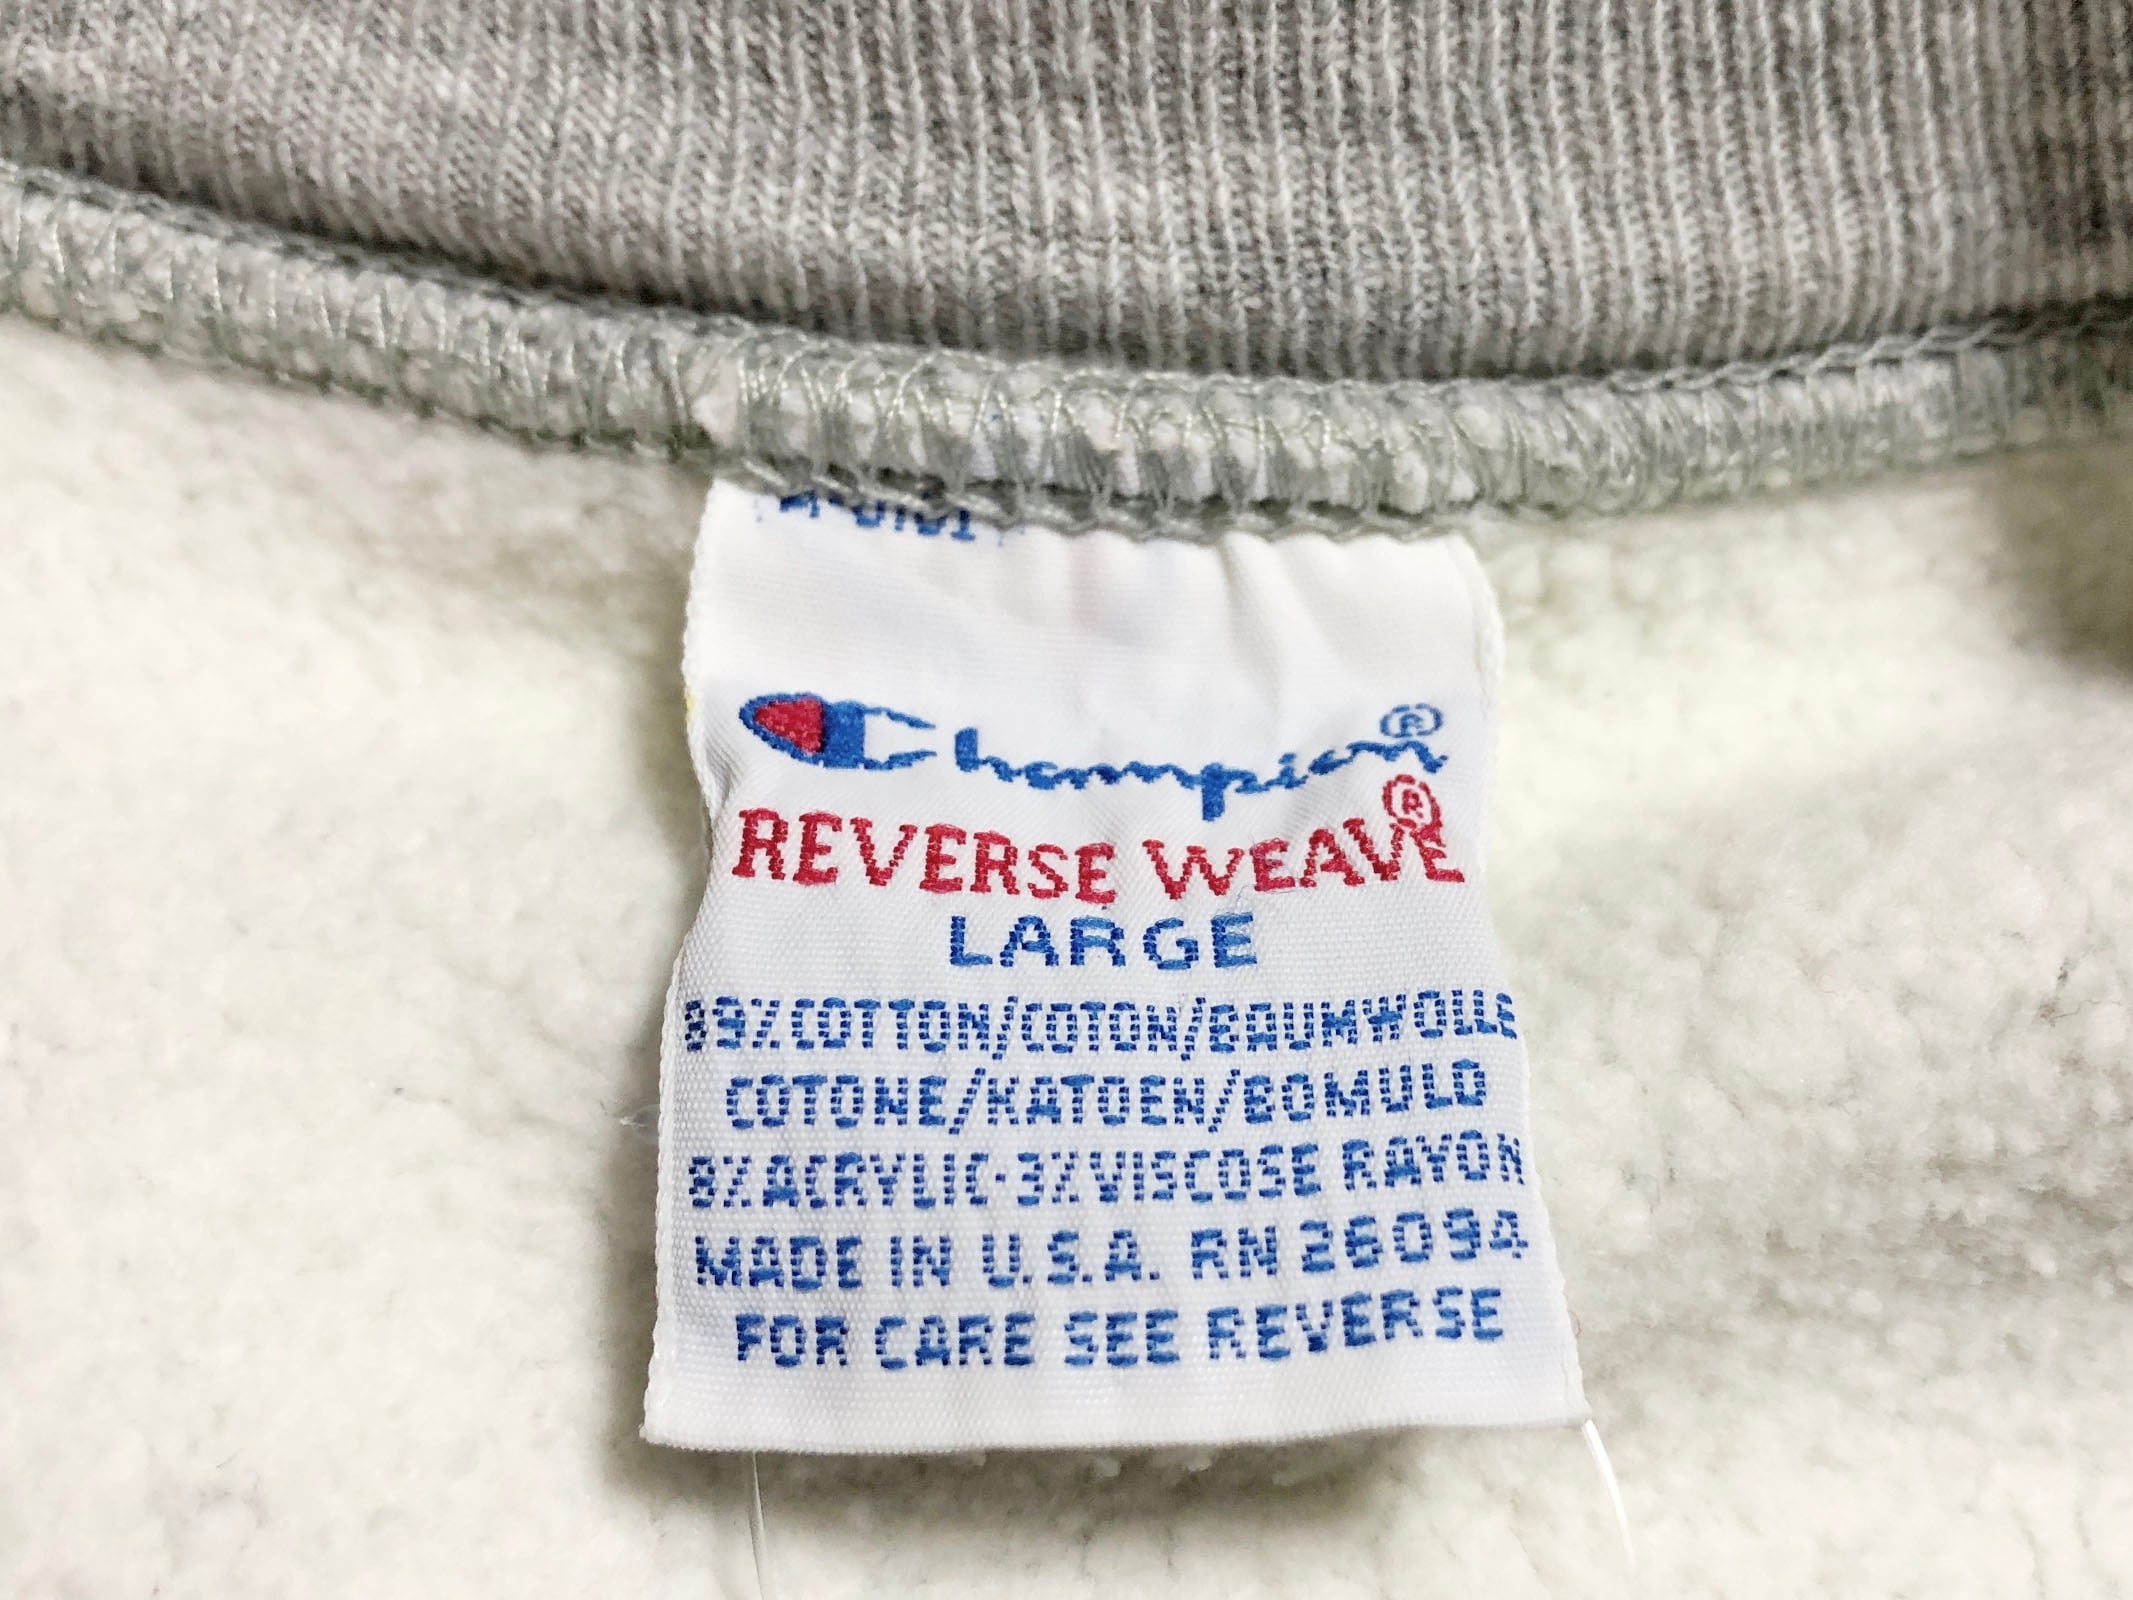 Champion®
REVERSE WEAVE®
LARGE
89% COTTON/COTON/BAUMWOLLE
COTONE/KATOEN/BOMULD
8% ACRYLIC-3% VISCOSE RAYON
MADE IN U.S.A. RN 26094
FOR CARE SEE REVERSE